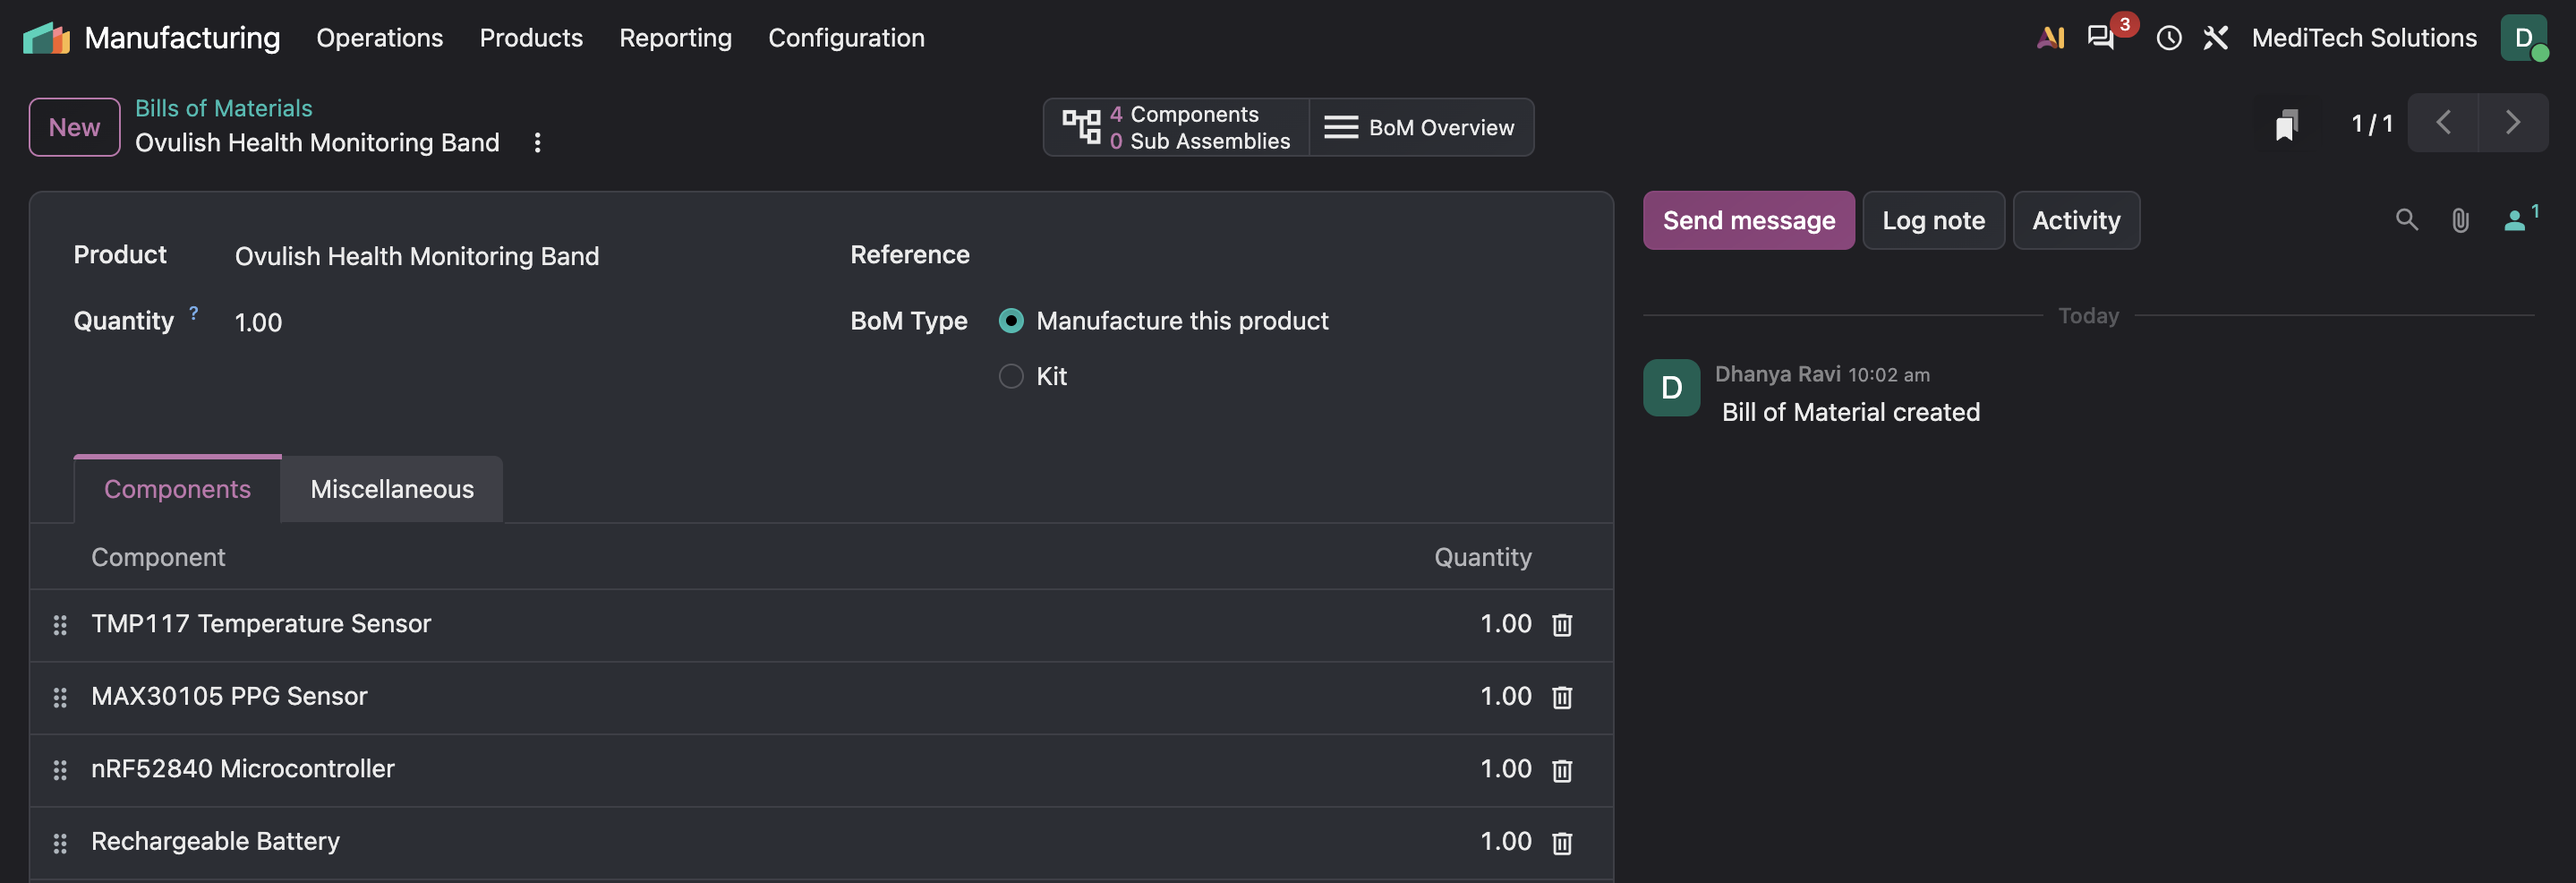 Manufacturing Operations Products Reporting Configuration
AI 3 MediTech Solutions D
New
Bills of Materials
Ovulish Health Monitoring Band
4 Components
0 Sub Assemblies
BoM Overview
1 / 1
Product Ovulish Health Monitoring Band
Quantity ? 1.00
Reference
BoM Type Manufacture this product
Kit
Components Miscellaneous
Component Quantity
TMP117 Temperature Sensor 1.00
MAX30105 PPG Sensor 1.00
nRF52840 Microcontroller 1.00
Rechargeable Battery 1.00
Send message Log note Activity 1
Today
D
Dhanya Ravi 10:02 am
Bill of Material created